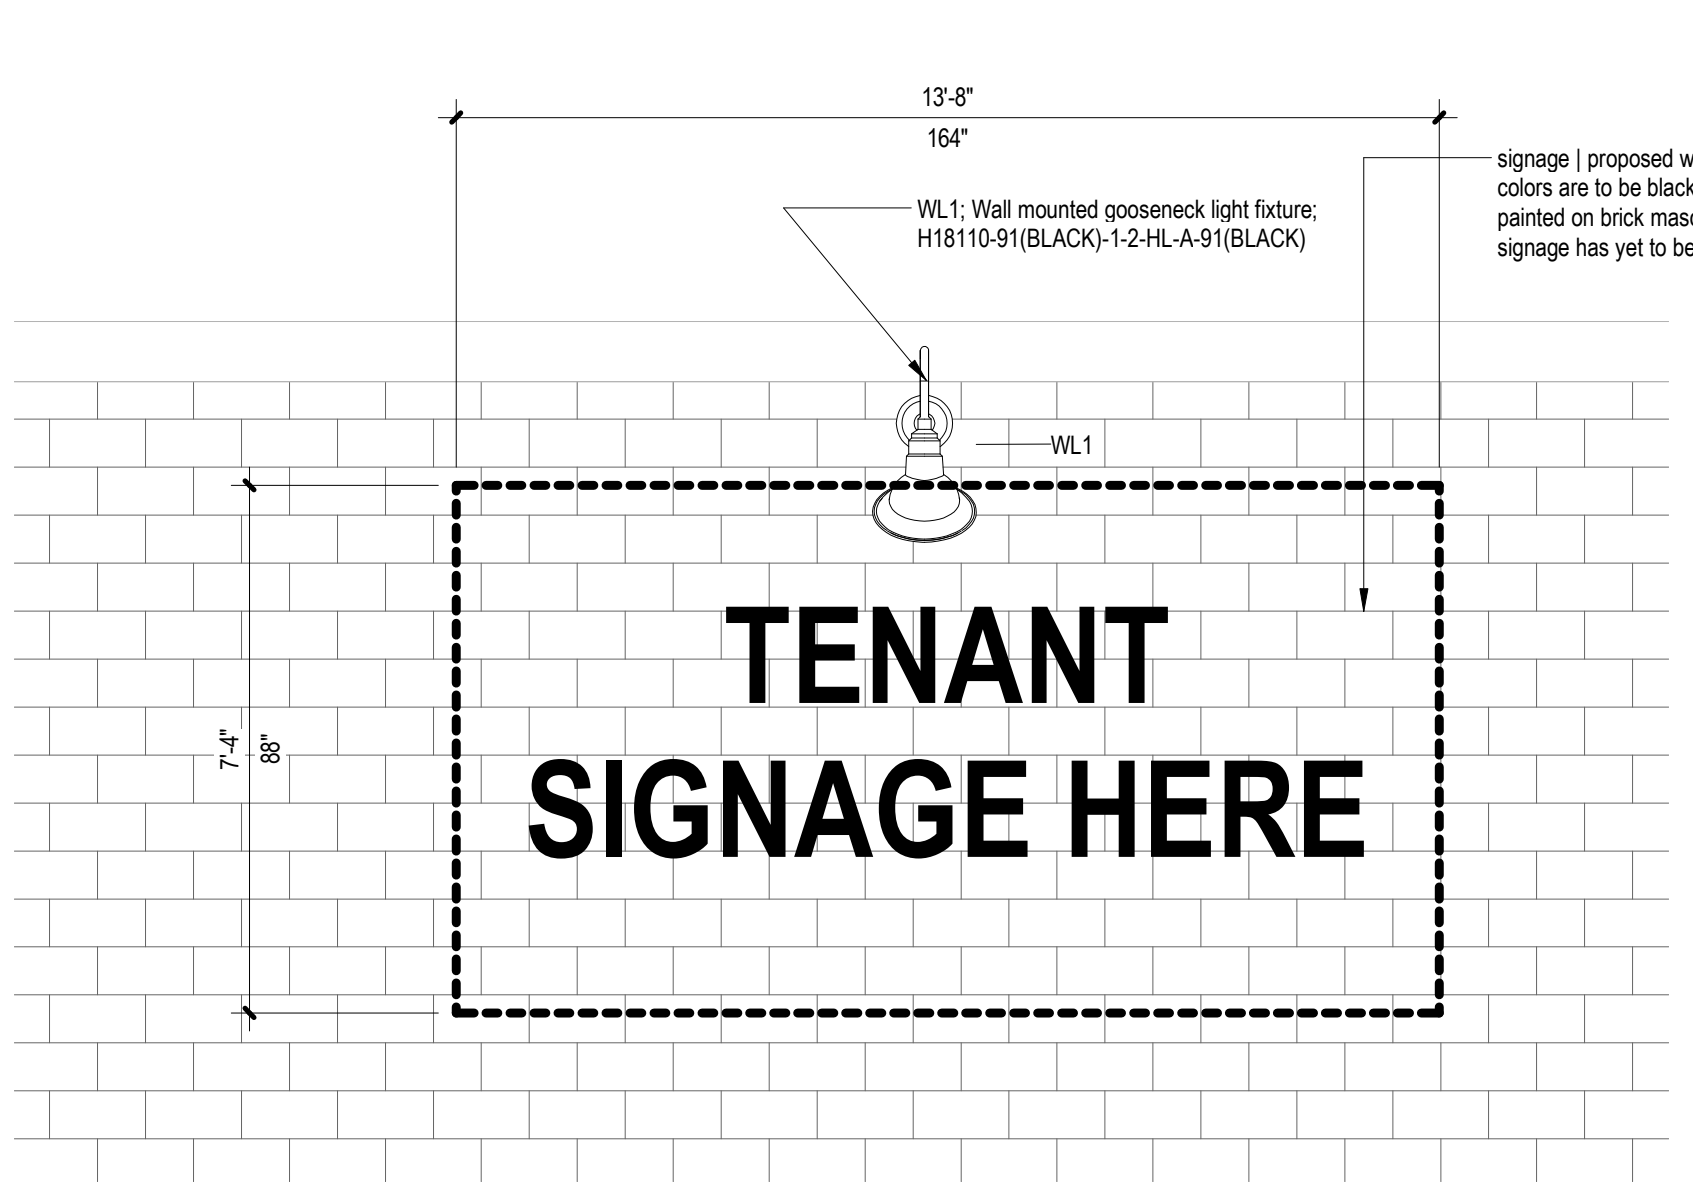 13'-8"
164"
signage | proposed
colors are to be black
WL1; Wall mounted gooseneck light fixture;
painted on brick
H18110-91(BLACK)-1-2-HL-A-91(BLACK)
signage has yet to be
WL1
TENANT
7'-4"
88"
SIGNAGE HERE